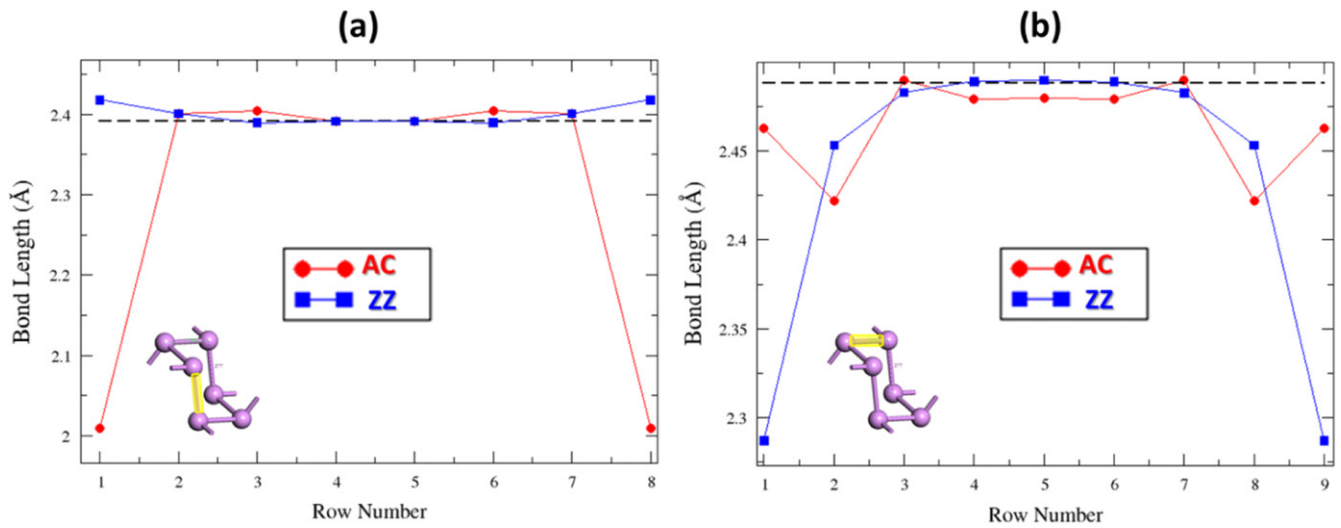 (a)
Bond Length (Å)
2.4
2.3
2.2
2.1
2
AC
ZZ
1 2 3 4 5 6 7 8
Row Number
(b)
Bond Length (Å)
2.45
2.4
2.35
2.3
AC
ZZ
1 2 3 4 5 6 7 8 9
Row Number